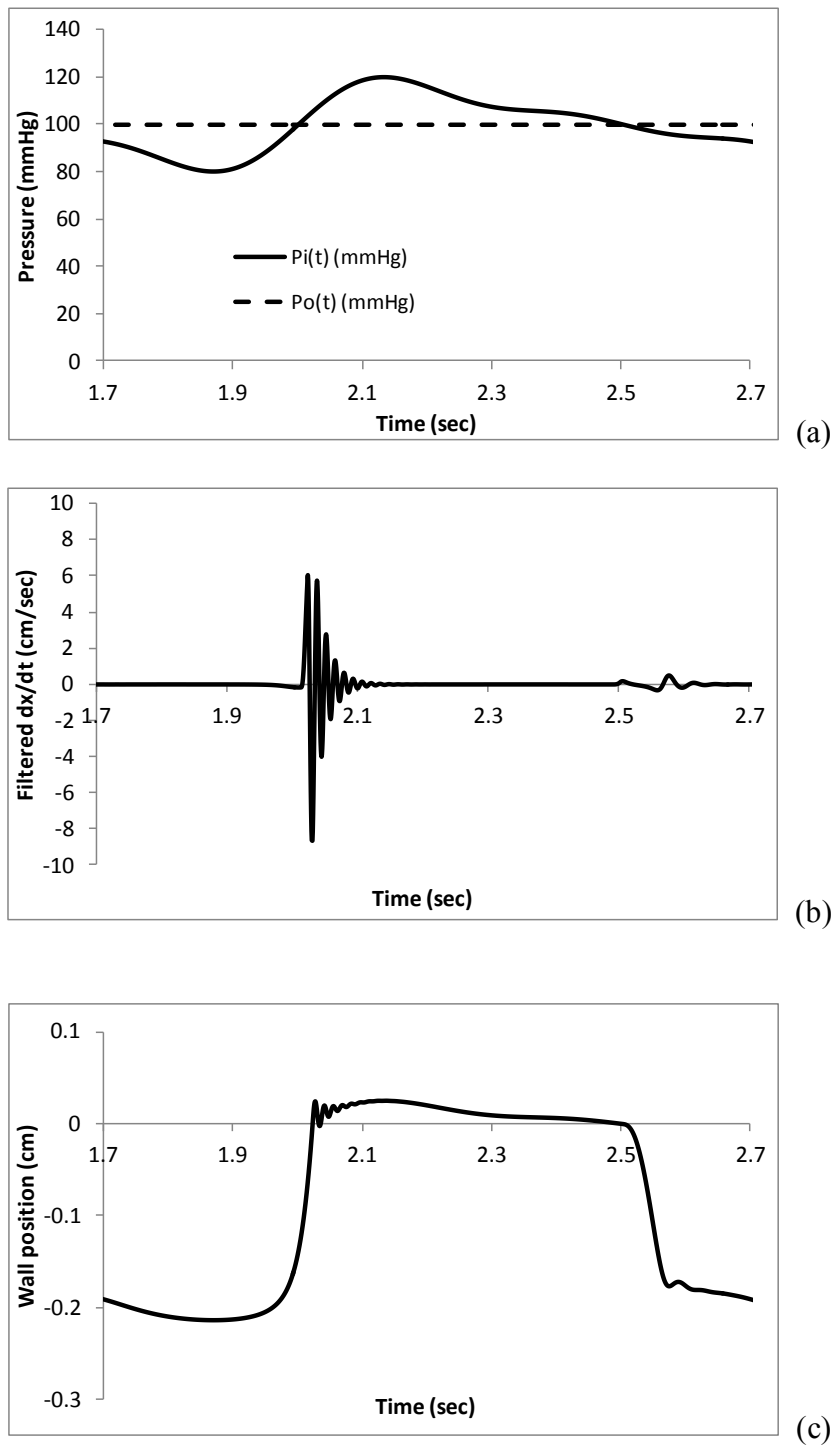 140
120
100
80
60
40
20
0
Pressure (mmHg)
Pi(t) (mmHg)
Po(t) (mmHg)
1.7 1.9 2.1 2.3 2.5 2.7
Time (sec)
(a)
10
8
6
4
2
0
-2
-4
-6
-8
-10
Filtered dx/dt (cm/sec)
1.7 1.9 2.1 2.3 2.5 2.7
Time (sec)
(b)
0.1
0
-0.1
-0.2
-0.3
Wall position (cm)
1.7 1.9 2.1 2.3 2.5 2.7
Time (sec)
(c)